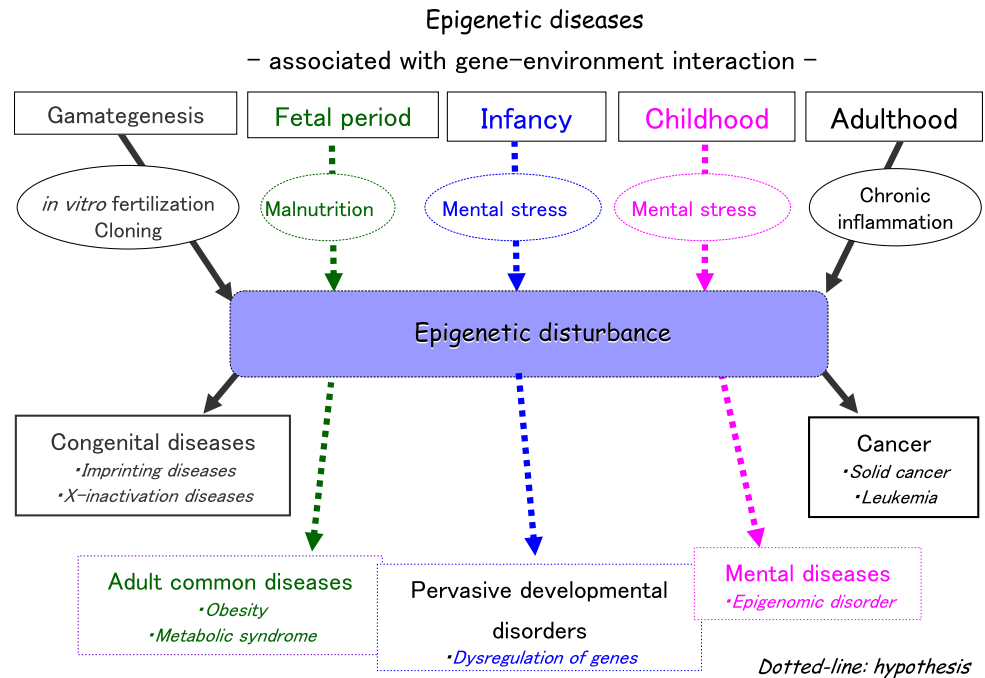 Epigenetic diseases
- associated with gene-environment interaction -
Gamategenesis
Fetal period
Infancy
Childhood
Adulthood
in vitro fertilization
Cloning
Malnutrition
Mental stress
Mental stress
Chronic
inflammation
Epigenetic disturbance
Congenital diseases
・Imprinting diseases
・X-inactivation diseases
Cancer
・Solid cancer
・Leukemia
Adult common diseases
・Obesity
・Metabolic syndrome
Pervasive developmental
disorders
・Dysregulation of genes
Mental diseases
・Epigenomic disorder
Dotted-line: hypothesis